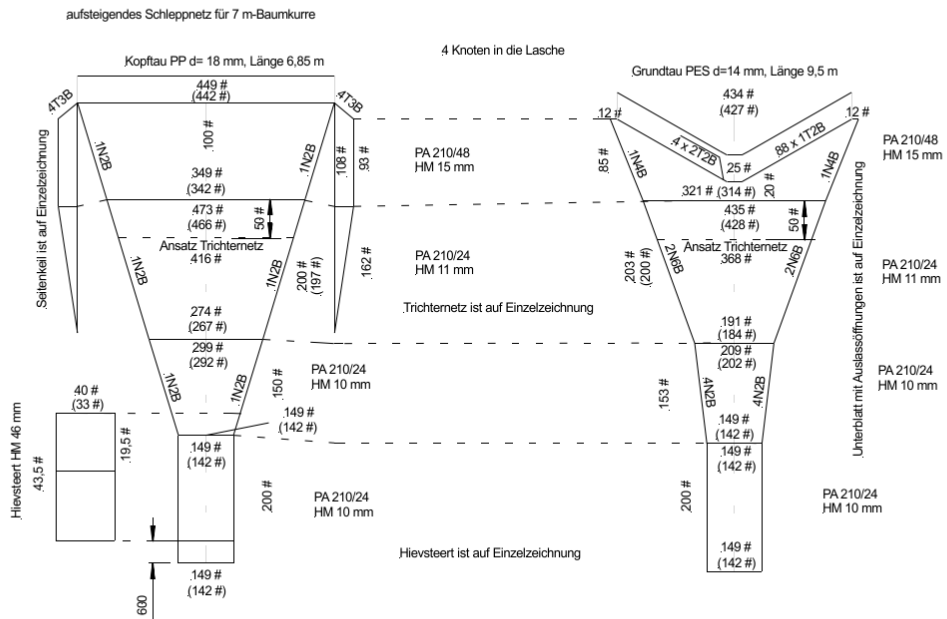 aufsteigendes Schleppnetz für 7 m-Baumkurre
4 Knoten in die Lasche
Kopftau PP d= 18 mm, Länge 6,85 m
449 #
(442 #)
4T3B
4T3B
100 #
1N2B
1N2B
108 #
93 #
349 #
(342 #)
473 #
(466 #)
50 #
Ansatz Trichternetz
416 #
1N2B
1N2B
200 #
(197 #)
162 #
274 #
(267 #)
299 #
(292 #)
1N2B
1N2B
150 #
149 #
(142 #)
149 #
(142 #)
200 #
149 #
(142 #)
600
Seitenkeil ist auf Einzelzeichnung
Hievsteert HM 46 mm
40 #
(33 #)
43,5 #
19,5 #
PA 210/48
HM 15 mm
PA 210/24
HM 11 mm
Trichternetz ist auf Einzelzeichnung
PA 210/24
HM 10 mm
PA 210/24
HM 10 mm
Hievsteert ist auf Einzelzeichnung
Grundtau PES d=14 mm, Länge 9,5 m
434 #
(427 #)
12 #
12 #
4 x 2T2B
88 x 1T2B
25 #
20 #
85 #
1N4B
1N4B
321 #
(314 #)
435 #
(428 #)
50 #
Ansatz Trichternetz
368 #
203 #
(200 #)
2N6B
2N6B
191 #
(184 #)
209 #
(202 #)
153 #
4N2B
4N2B
149 #
(142 #)
149 #
(142 #)
200 #
149 #
(142 #)
PA 210/48
HM 15 mm
PA 210/24
HM 11 mm
PA 210/24
HM 10 mm
PA 210/24
HM 10 mm
Unterblatt mit Auslassöffnungen ist auf Einzelzeichnung